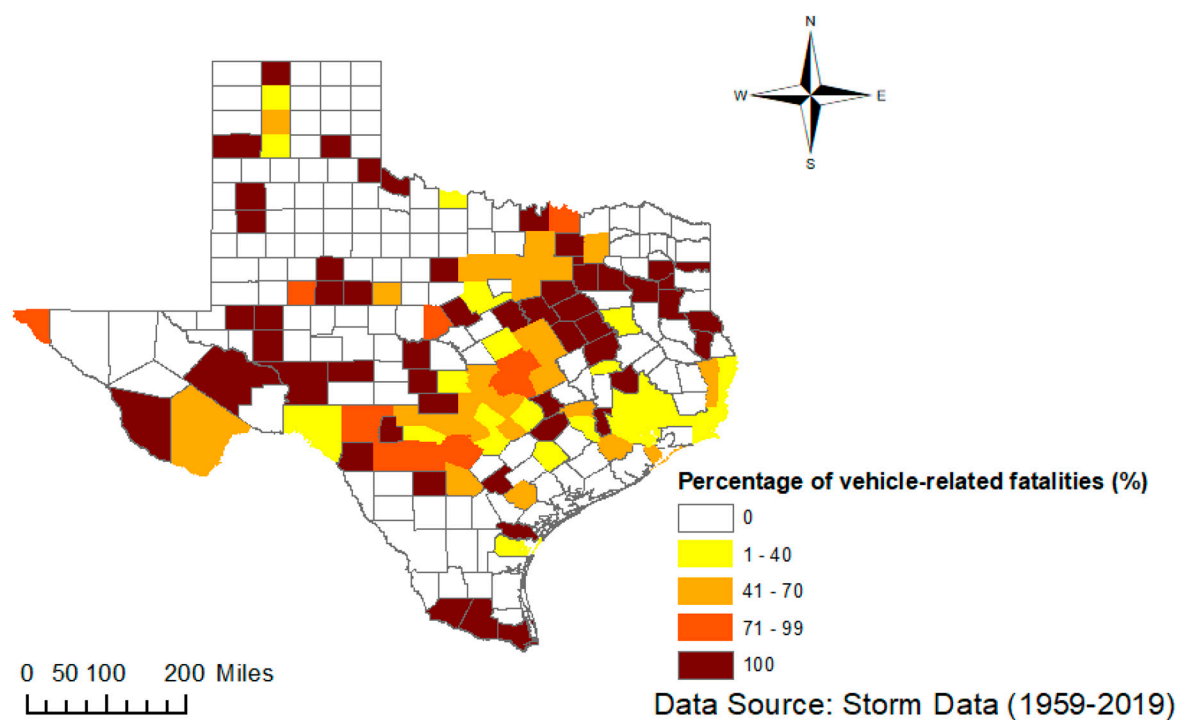 N
W E
S
Percentage of vehicle-related fatalities (%)
0
1 - 40
41 - 70
71 - 99
100
0 50 100 200 Miles
Data Source: Storm Data (1959-2019)